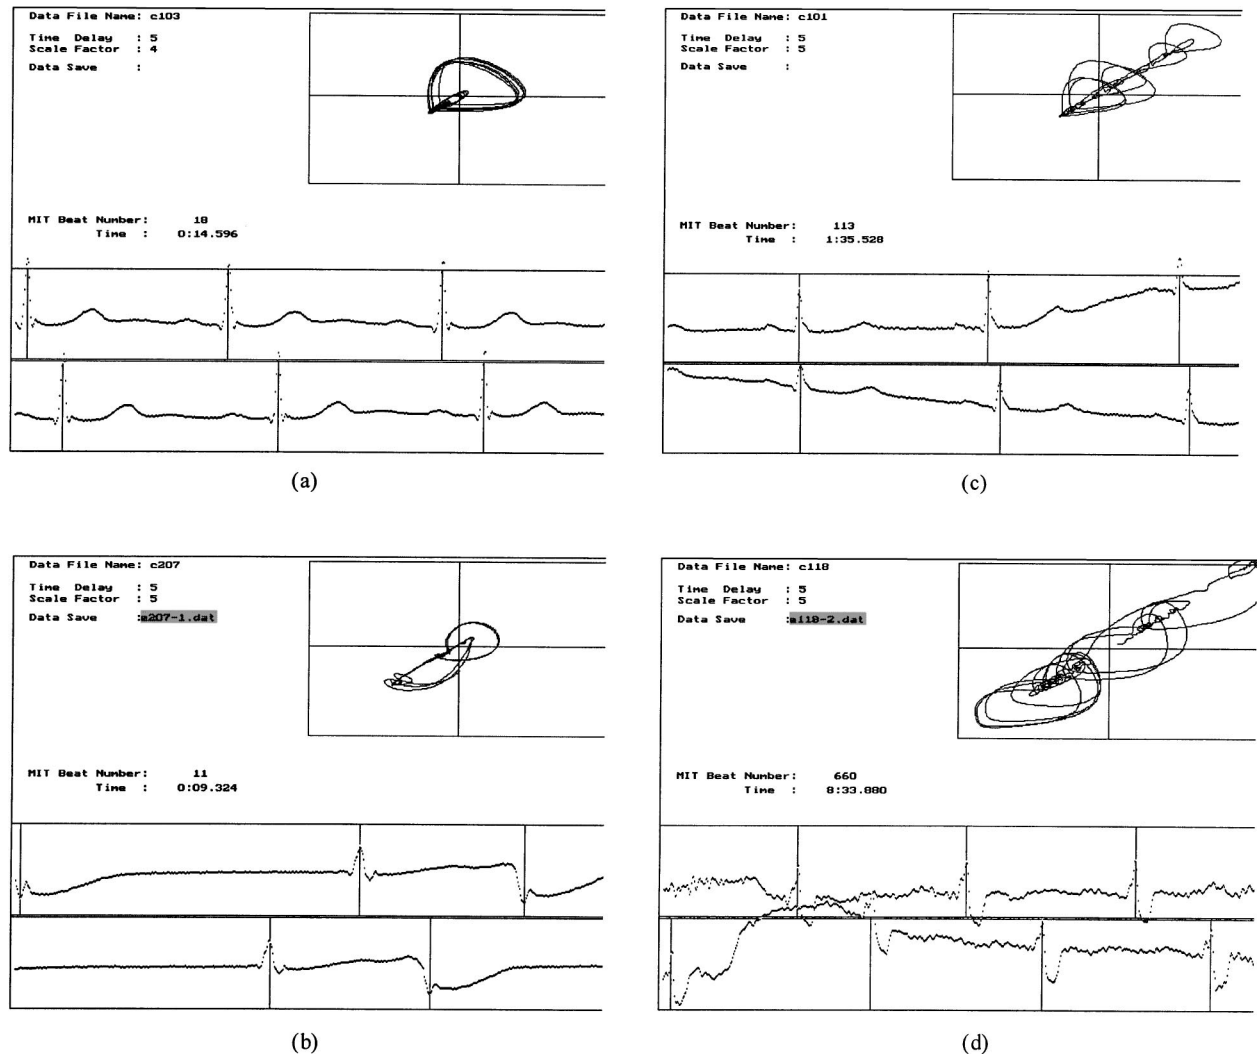 Data File Name: c103
Time Delay : 5
Scale Factor : 4
Data Save :
MIT Beat Number: 18
Time : 0:14.596
(a)
Data File Name: c101
Time Delay : 5
Scale Factor : 5
Data Save :
MIT Beat Number: 113
Time : 1:35.528
(c)
Data File Name: c207
Time Delay : 5
Scale Factor : 5
Data Save :a207-1.dat
MIT Beat Number: 11
Time : 0:09.324
(b)
Data File Name: c118
Time Delay : 5
Scale Factor : 5
Data Save :a118-2.dat
MIT Beat Number: 660
Time : 8:33.880
(d)